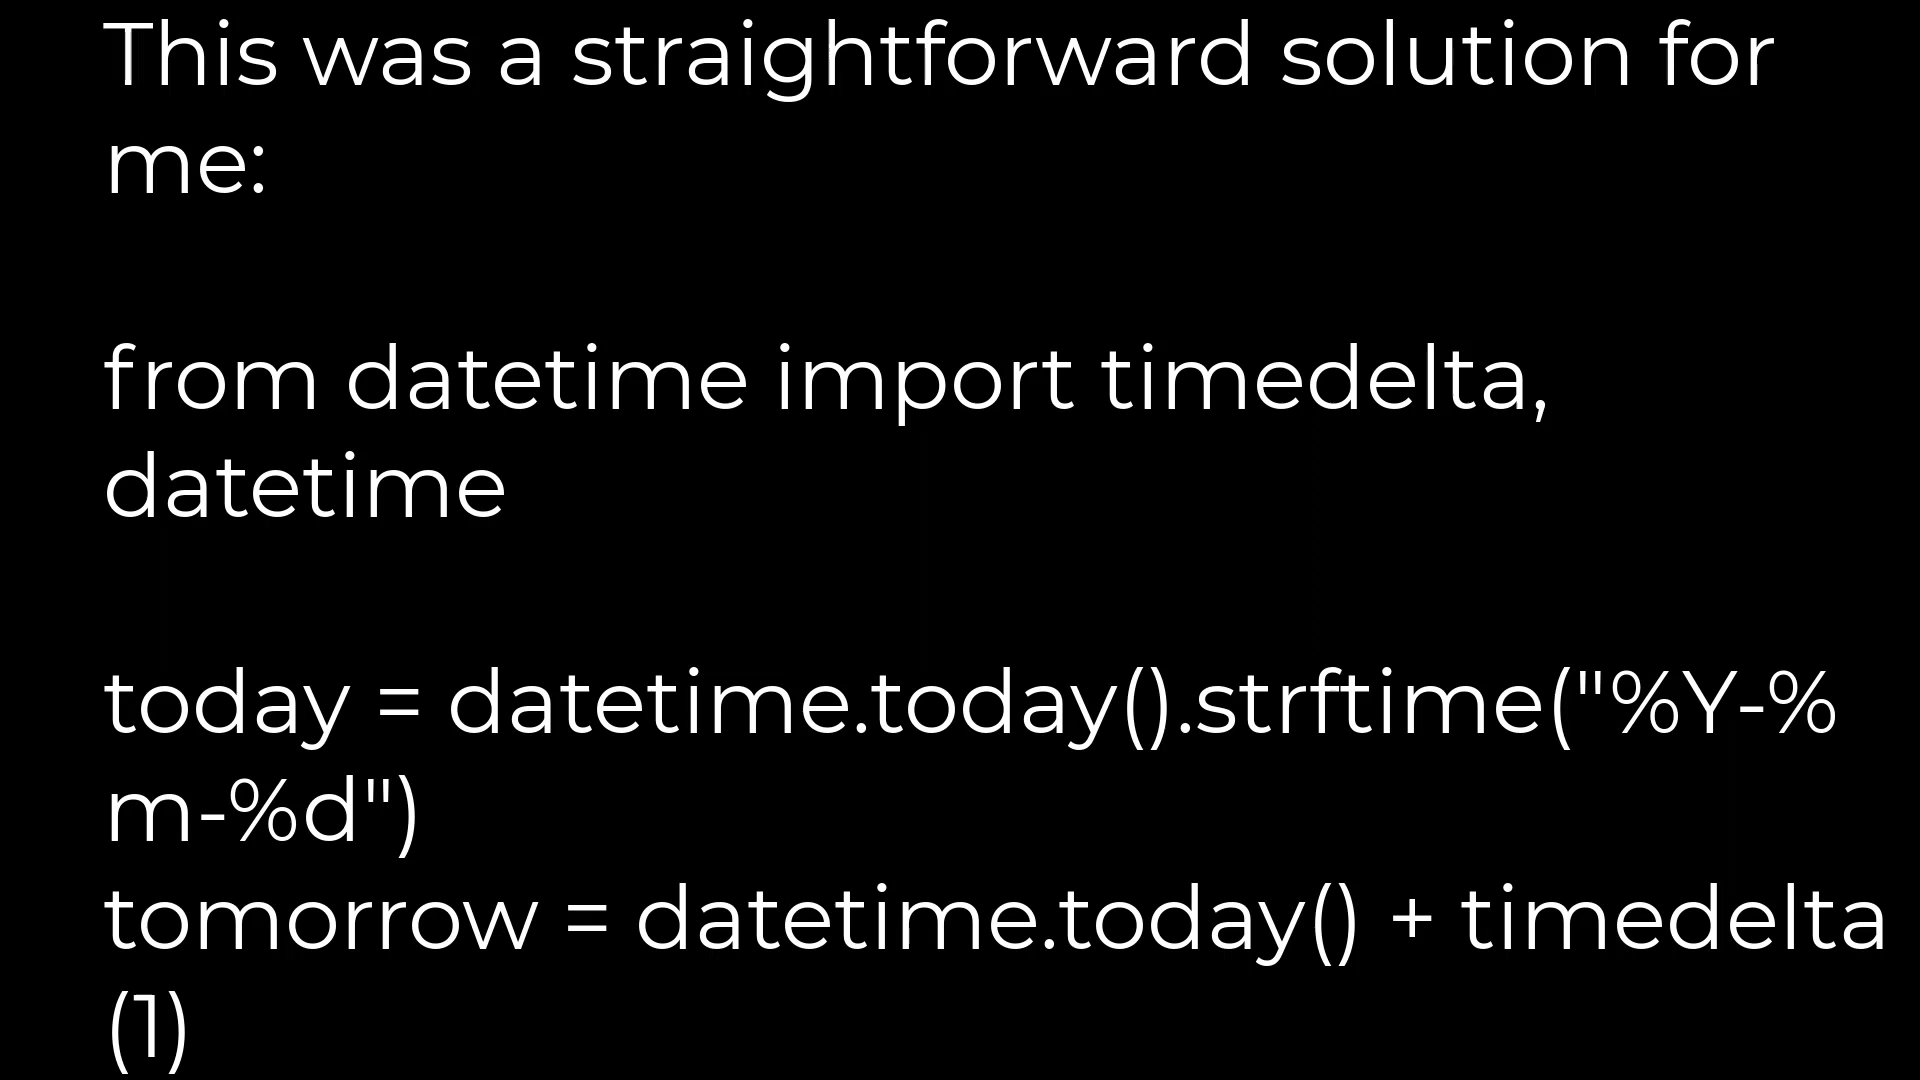 This was a straightforward solution for
me:
from datetime import timedelta,
datetime
today = datetime.today().strftime("%Y-%
m-%d")
tomorrow = datetime.today() + timedelta
(1)